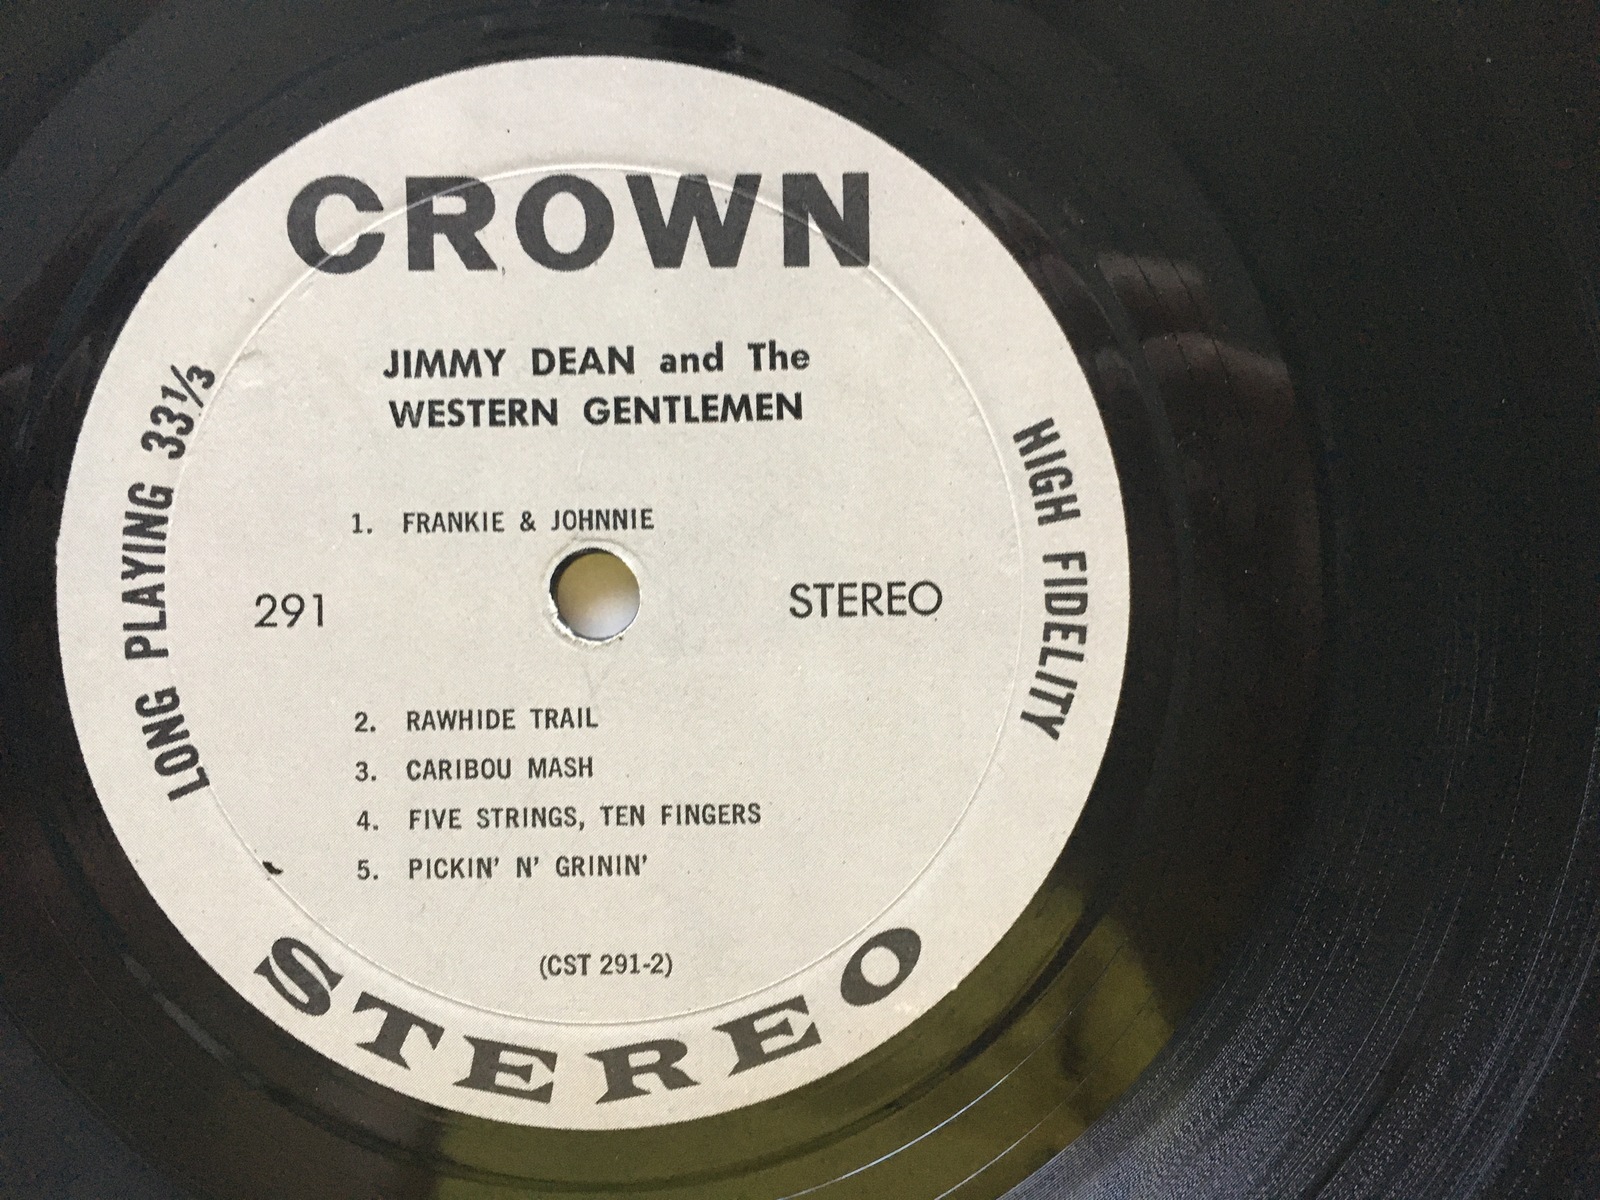 CROWN
JIMMY DEAN and The
WESTERN GENTLEMEN
LONG PLAYING 33⅓
HIGH FIDELITY
1. FRANKIE & JOHNNIE
291
STEREO
2. RAWHIDE TRAIL
3. CARIBOU MASH
4. FIVE STRINGS, TEN FINGERS
5. PICKIN' N' GRININ'
(CST 291-2)
STEREO